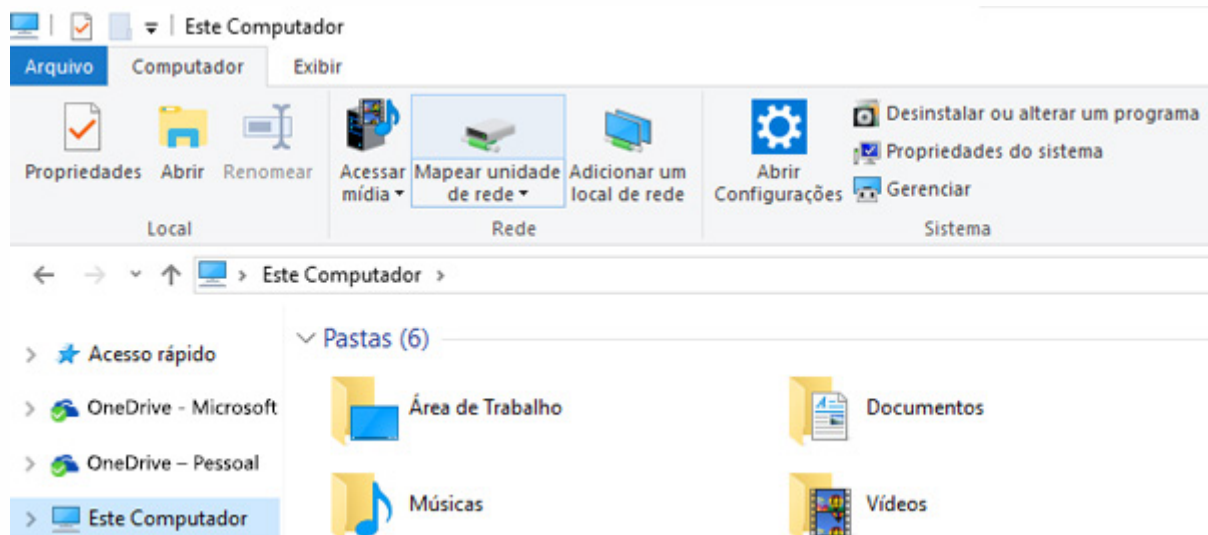 Este Computador
Arquivo Computador Exibir
Propriedades Abrir Renomear
Local
Acessar mídia
Mapear unidade de rede
Adicionar um local de rede
Rede
Abrir Configurações
Desinstalar ou alterar um programa
Propriedades do sistema
Gerenciar
Sistema
Este Computador
Acesso rápido
OneDrive - Microsoft
OneDrive – Pessoal
Este Computador
Pastas (6)
Área de Trabalho
Documentos
Músicas
Vídeos